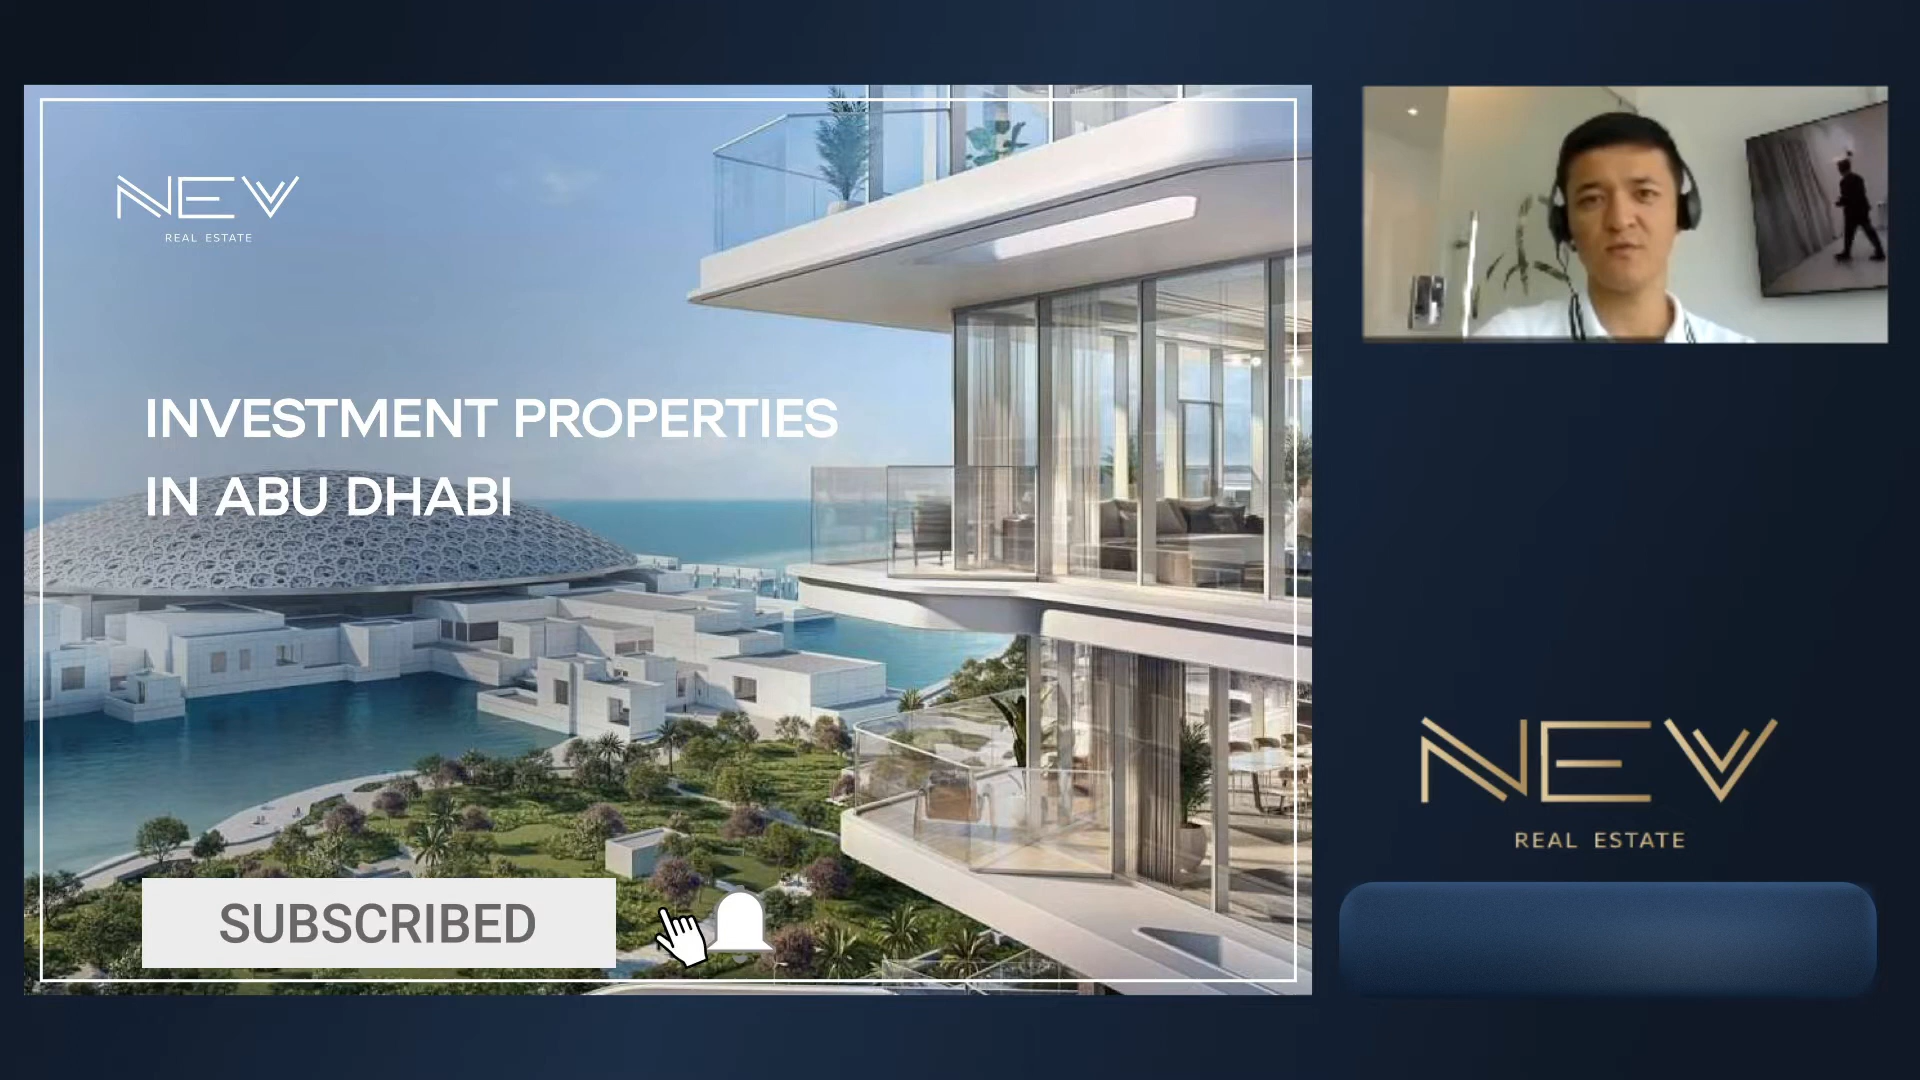 NEV
REAL ESTATE
INVESTMENT PROPERTIES
IN ABU DHABI
SUBSCRIBED
NEV
REAL ESTATE